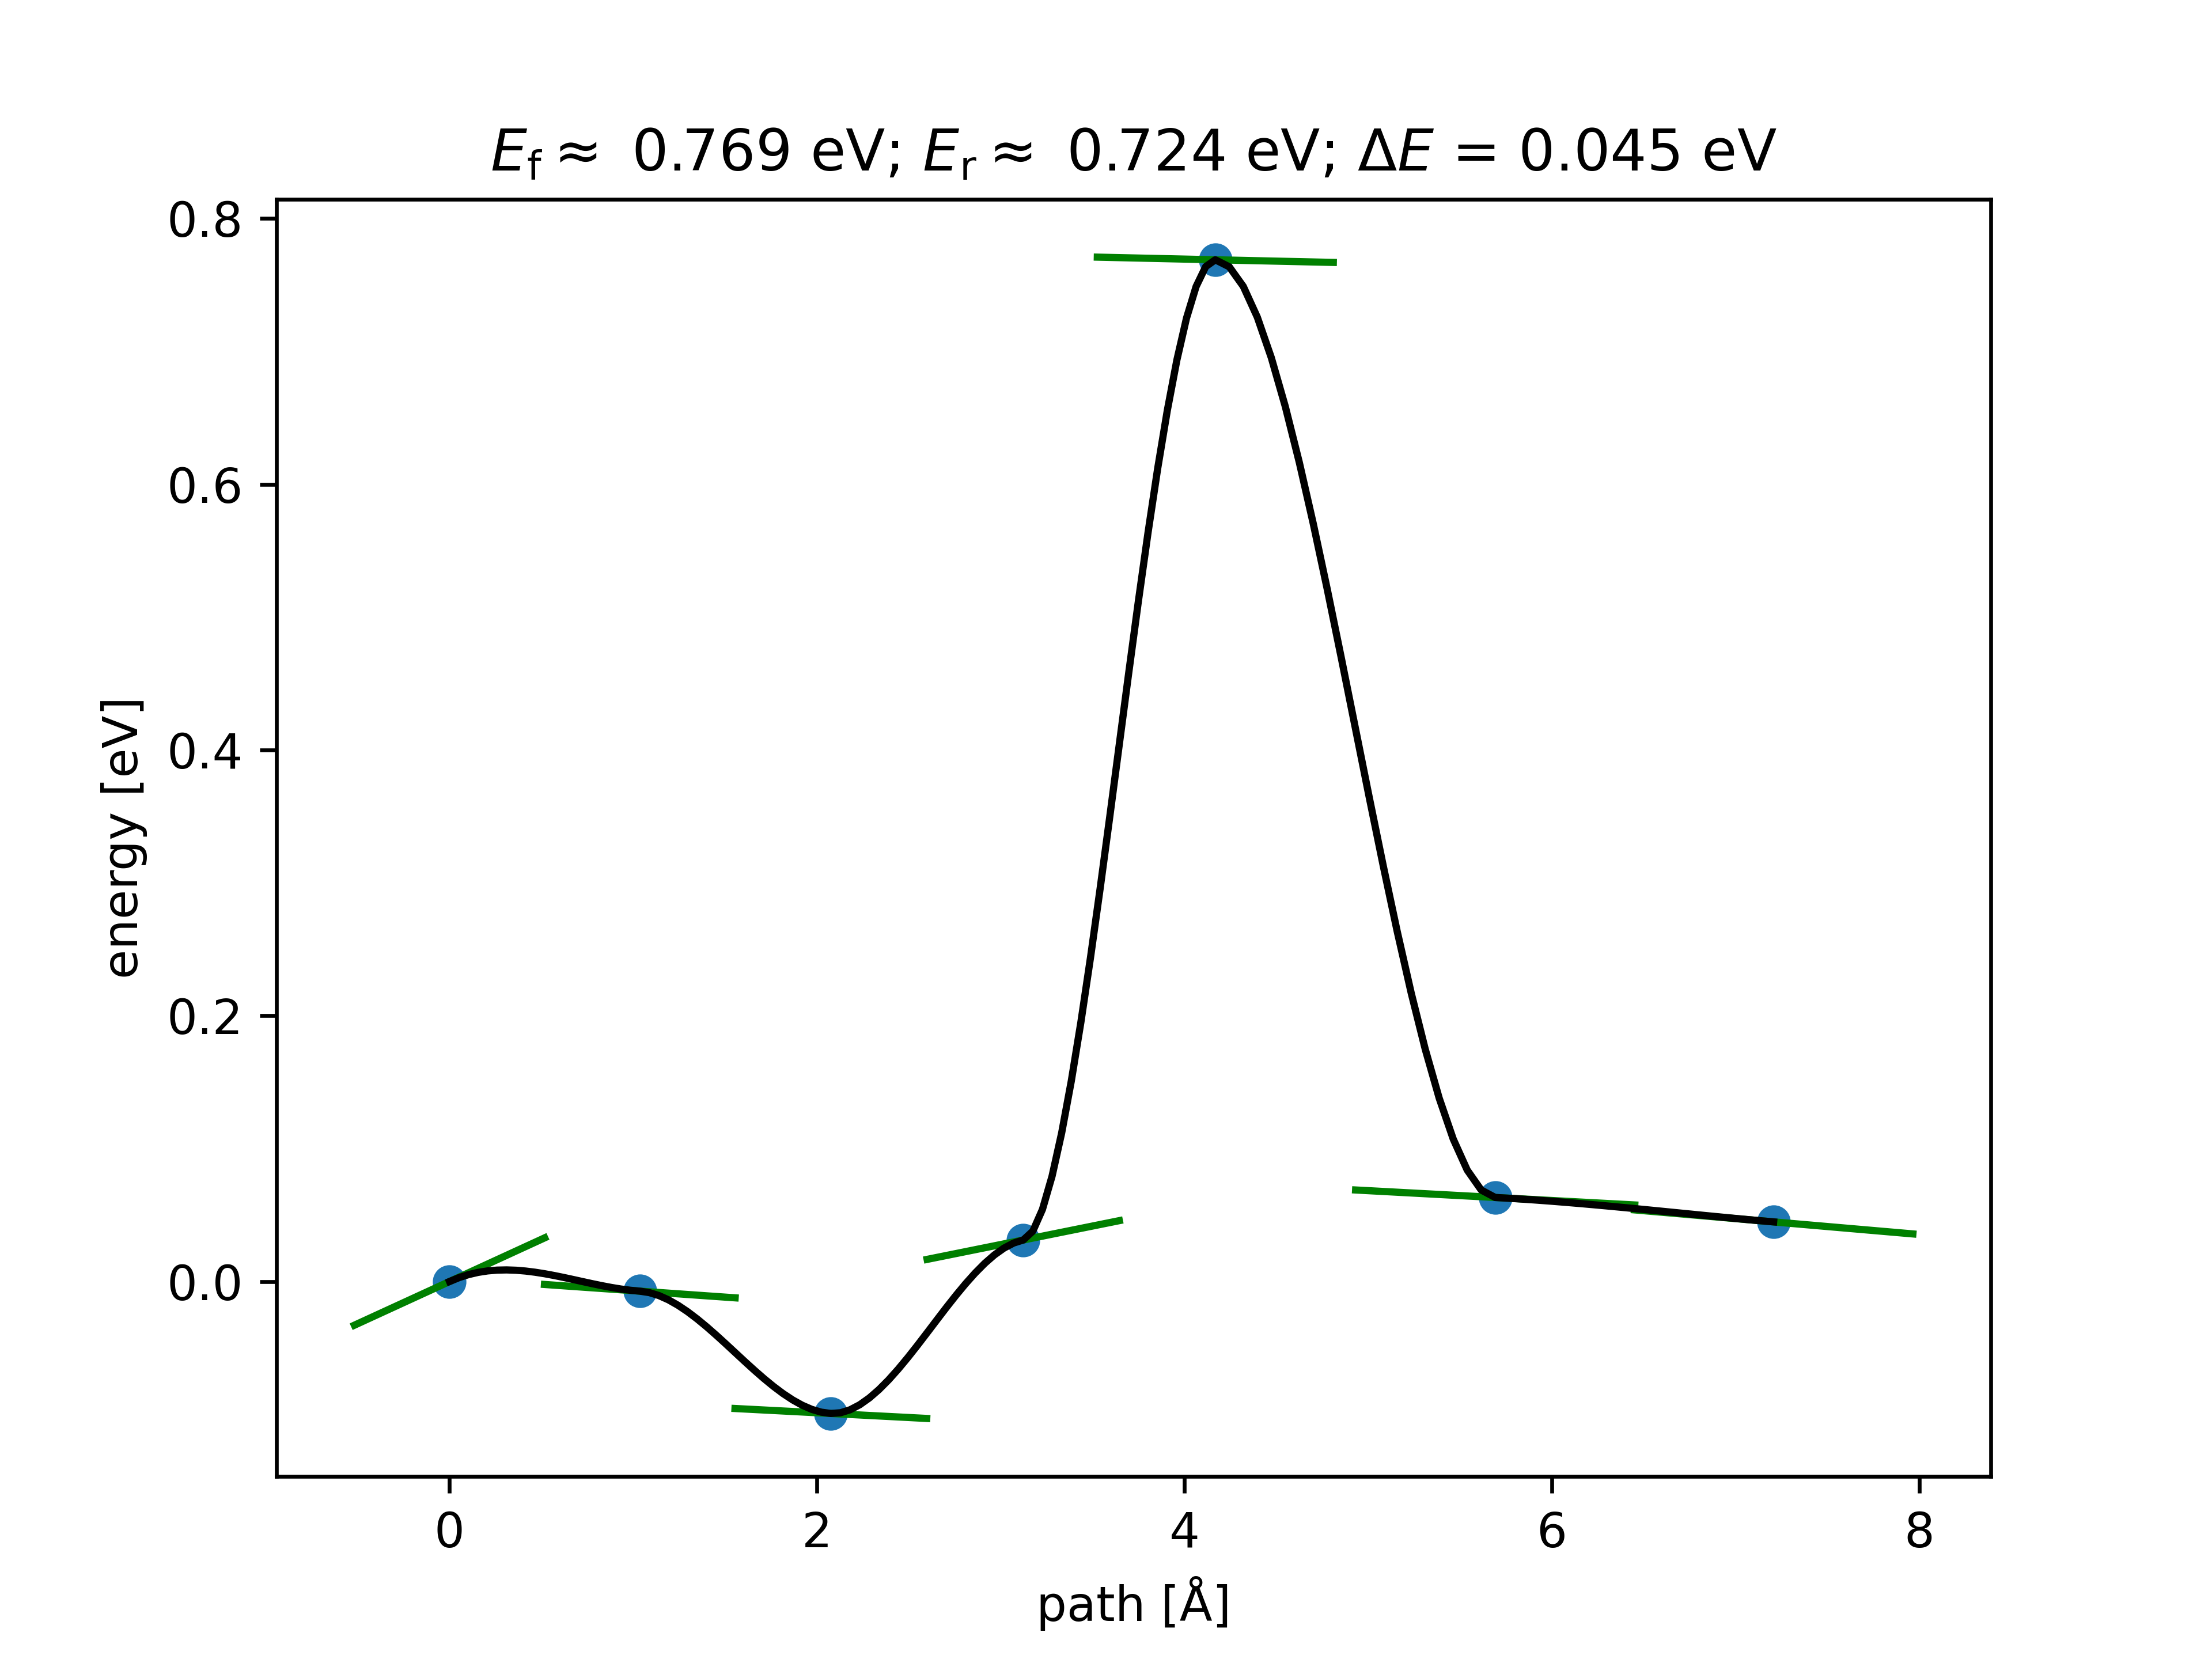 E_f ≈ 0.769 eV; E_r ≈ 0.724 eV; ΔE = 0.045 eV
0.8
0.6
0.4
0.2
0.0
energy [eV]
0 2 4 6 8
path [Å]